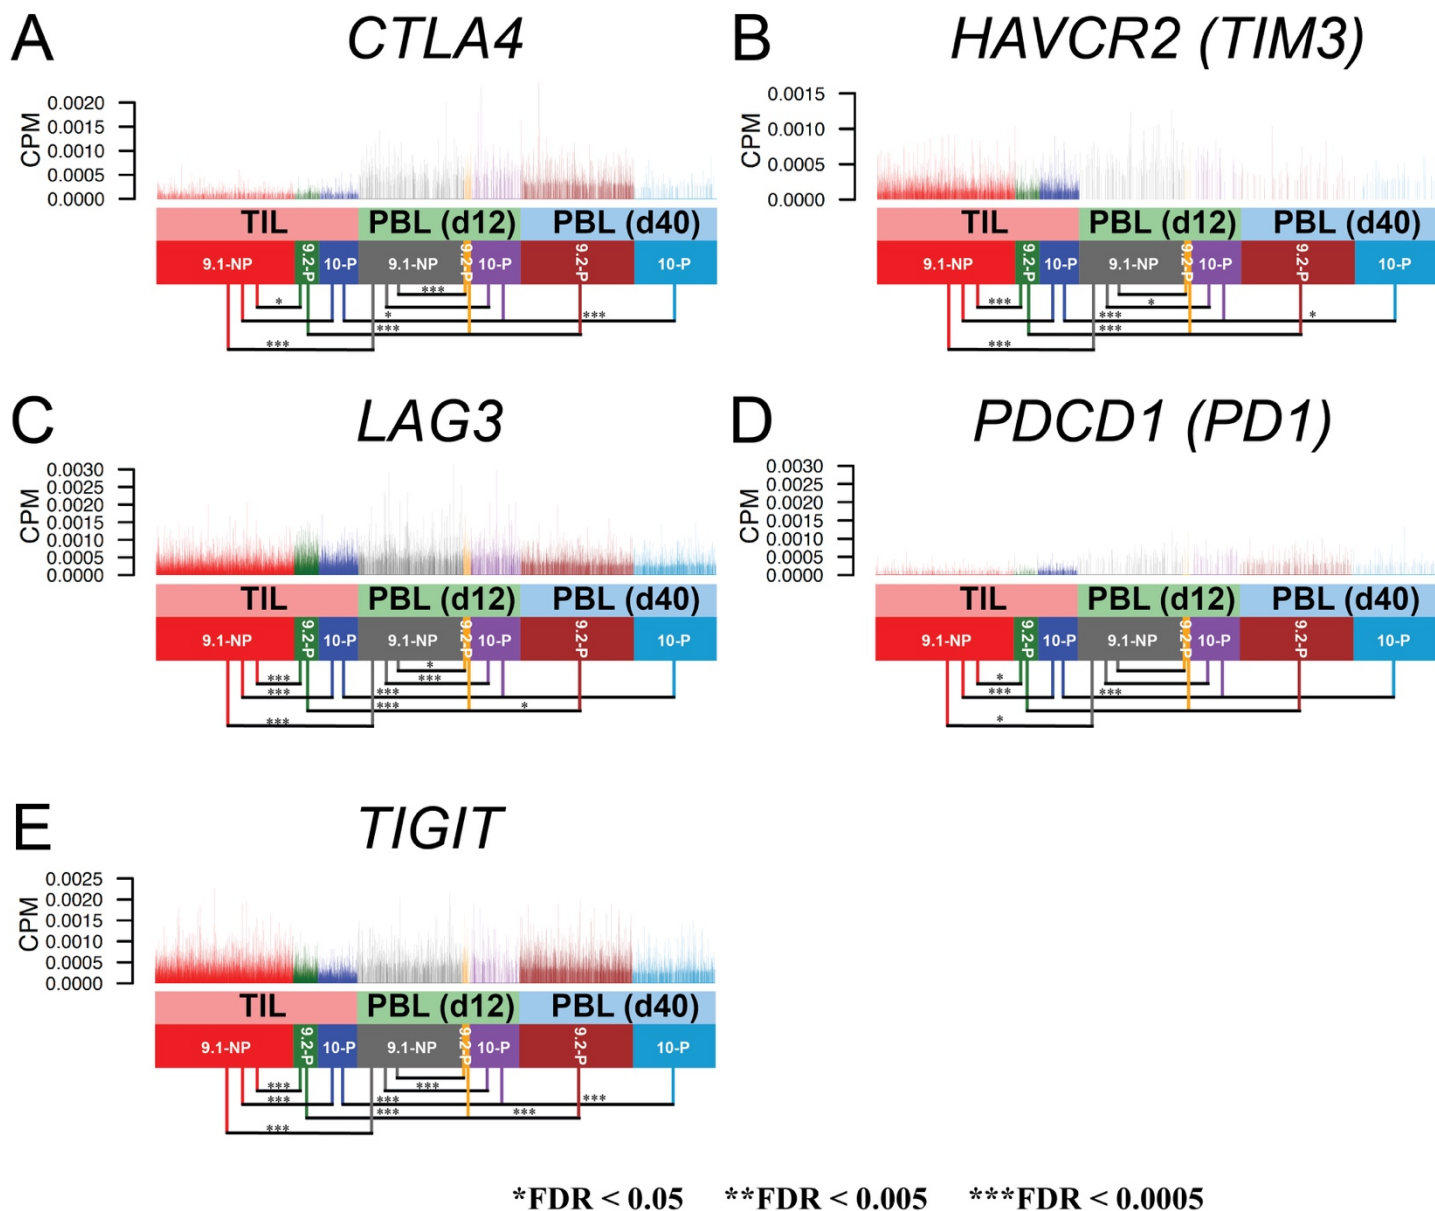 A CTLA4
CPM
0.0020
0.0015
0.0010
0.0005
0.0000
TIL PBL (d12) PBL (d40)
9.1-NP 9.2-P 10-P 9.1-NP 9.2-P 10-P 9.2-P 10-P
***
*
* ***
***
***
B HAVCR2 (TIM3)
CPM
0.0015
0.0010
0.0005
0.0000
TIL PBL (d12) PBL (d40)
9.1-NP 9.2-P 10-P 9.1-NP 9.2-P 10-P 9.2-P 10-P
*** *
*** *
***
***
C LAG3
CPM
0.0030
0.0025
0.0020
0.0015
0.0010
0.0005
0.0000
TIL PBL (d12) PBL (d40)
9.1-NP 9.2-P 10-P 9.1-NP 9.2-P 10-P 9.2-P 10-P
*
*** ***
*** ***
*** *
***
D PDCD1 (PD1)
CPM
0.0030
0.0025
0.0020
0.0015
0.0010
0.0005
0.0000
TIL PBL (d12) PBL (d40)
9.1-NP 9.2-P 10-P 9.1-NP 9.2-P 10-P 9.2-P 10-P
*
*** ***
*
E TIGIT
CPM
0.0025
0.0020
0.0015
0.0010
0.0005
0.0000
TIL PBL (d12) PBL (d40)
9.1-NP 9.2-P 10-P 9.1-NP 9.2-P 10-P 9.2-P 10-P
*** ***
*** *** ***
*** ***
***
*FDR < 0.05 **FDR < 0.005 ***FDR < 0.0005